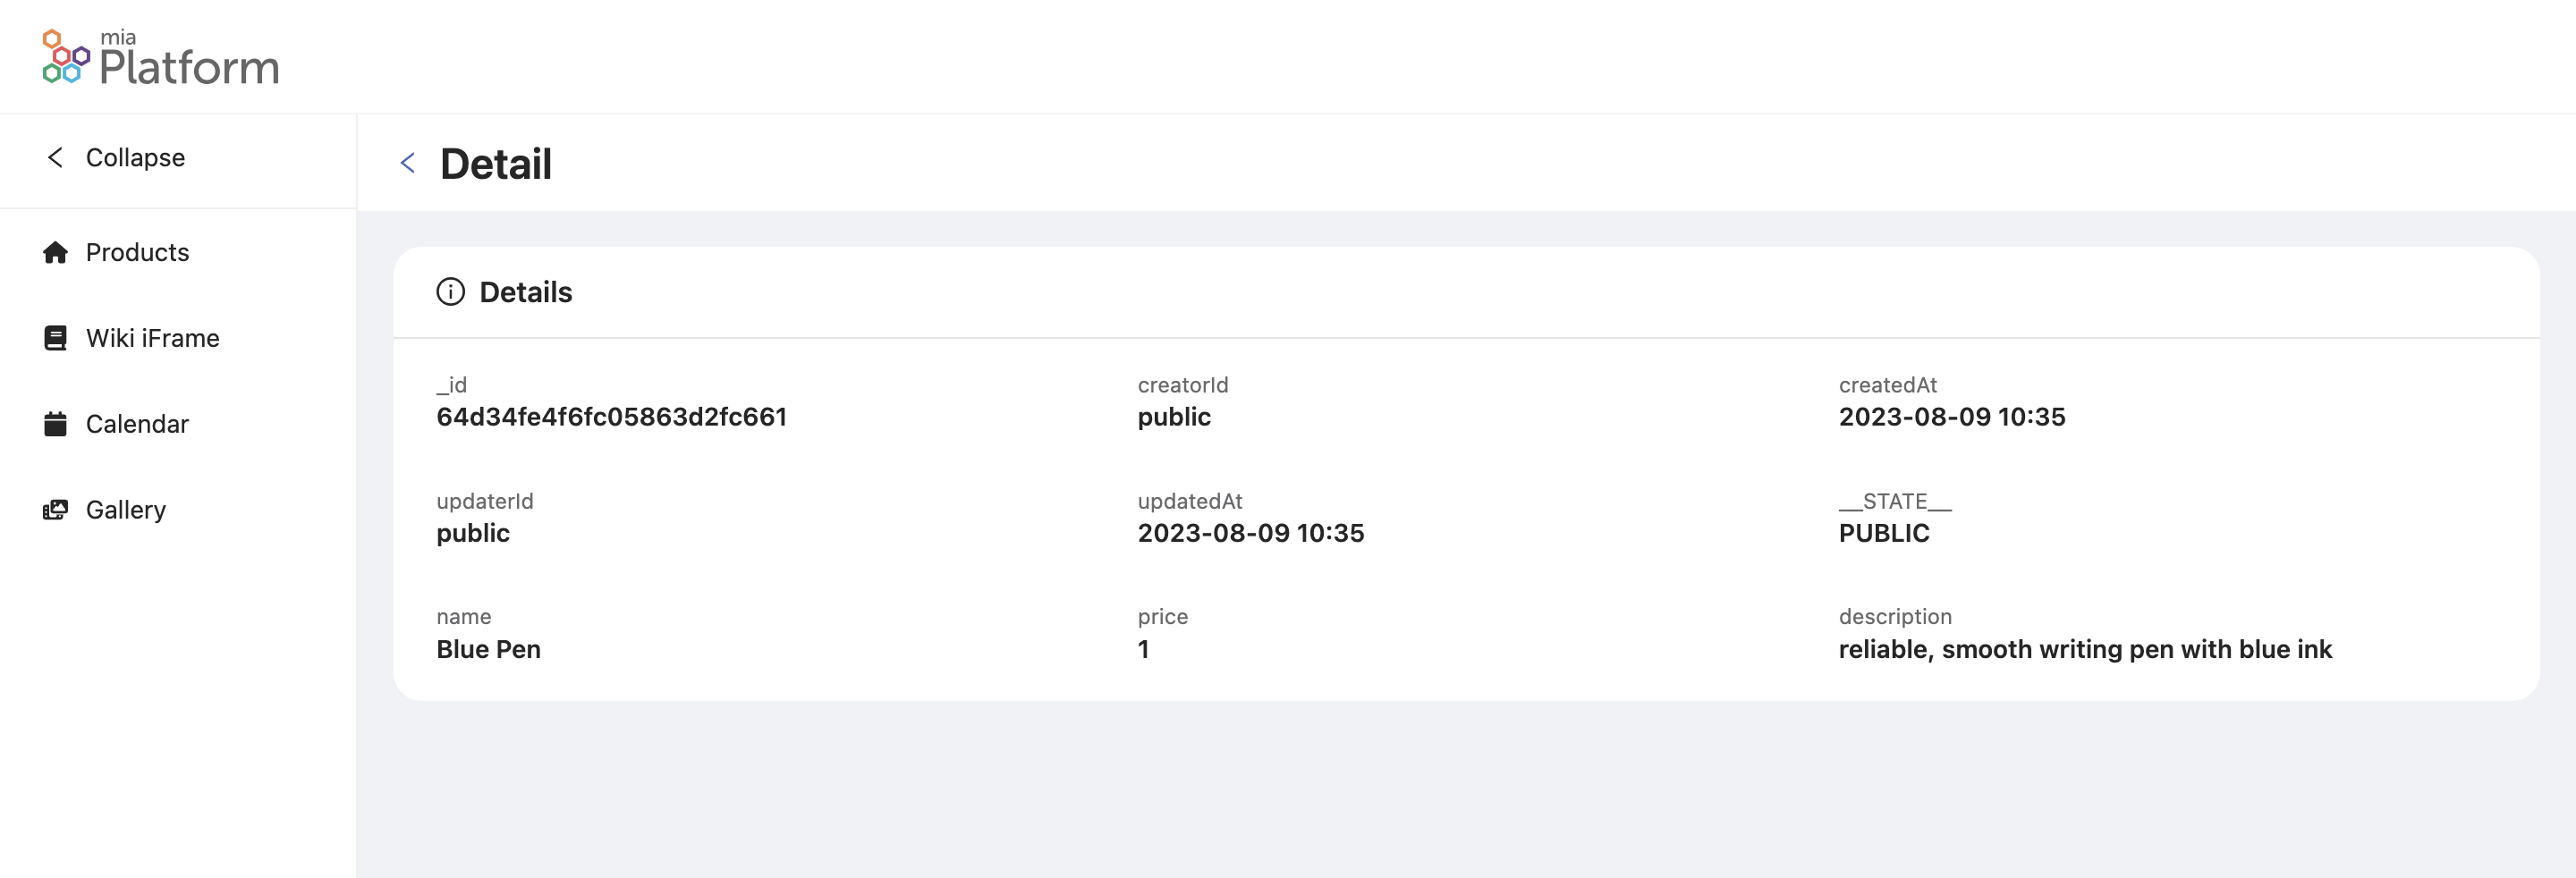 mia
Platform
Collapse
Detail
Products
Wiki iFrame
Calendar
Gallery
Details
_id
64d34fe4f6fc05863d2fc661
creatorId
public
createdAt
2023-08-09 10:35
updaterId
public
updatedAt
2023-08-09 10:35
__STATE__
PUBLIC
name
Blue Pen
price
1
description
reliable, smooth writing pen with blue ink